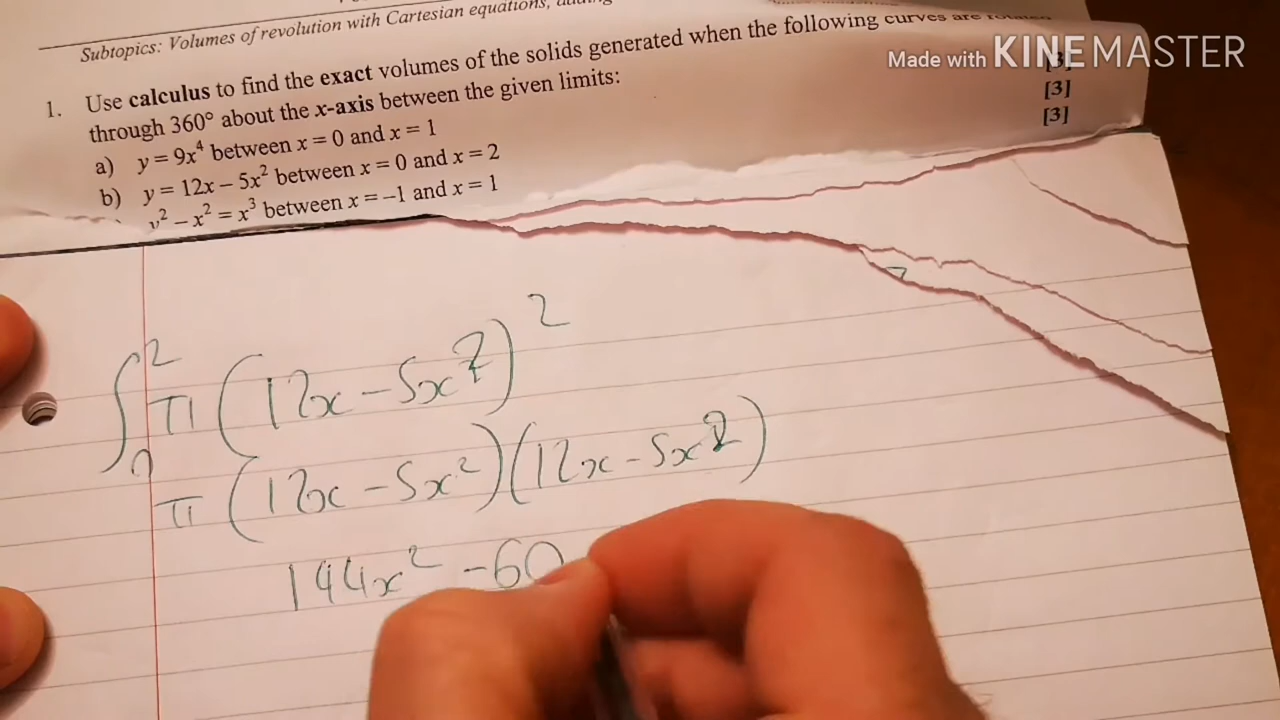 Subtopics: Volumes of revolution with Cartesian equations,
Made with KINEMASTER
1. Use calculus to find the exact volumes of the solids generated when the following curves are rotated
through 360° about the x-axis between the given limits:
a) y = 9x⁴ between x = 0 and x = 1 [3]
b) y = 12x – 5x² between x = 0 and x = 2 [3]
y² – x² = x³ between x = –1 and x = 1 [3]
∫₀² π (12x – 5x²)²
π (12x – 5x²)(12x – 5x²)
144x² – 60